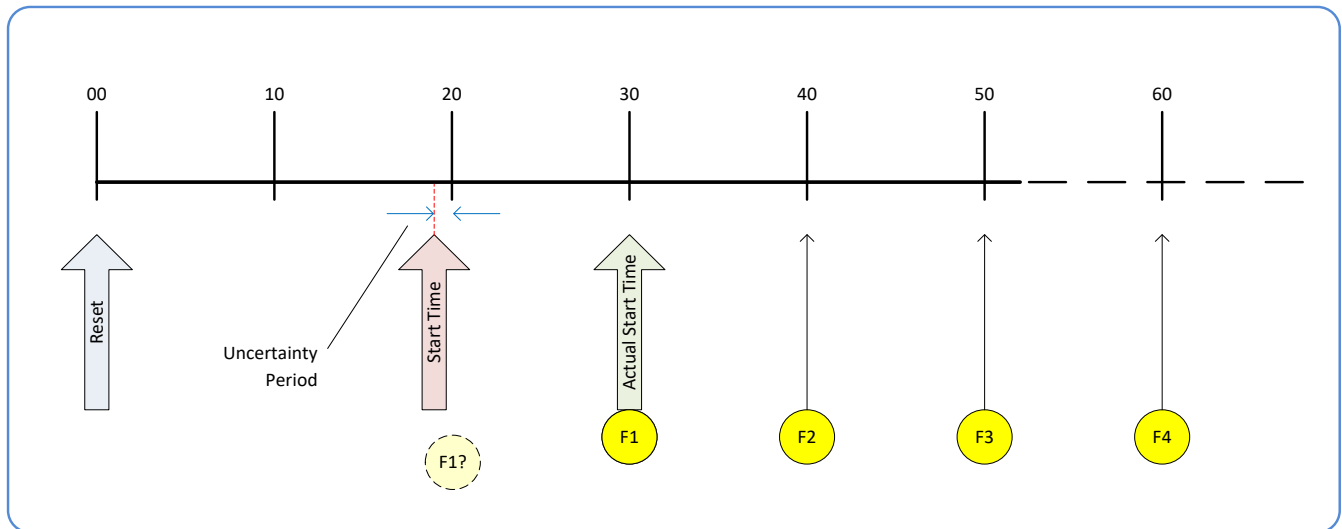 00
10
20
30
40
50
60
Reset
Start Time
Actual Start Time
Uncertainty
Period
F1?
F1
F2
F3
F4